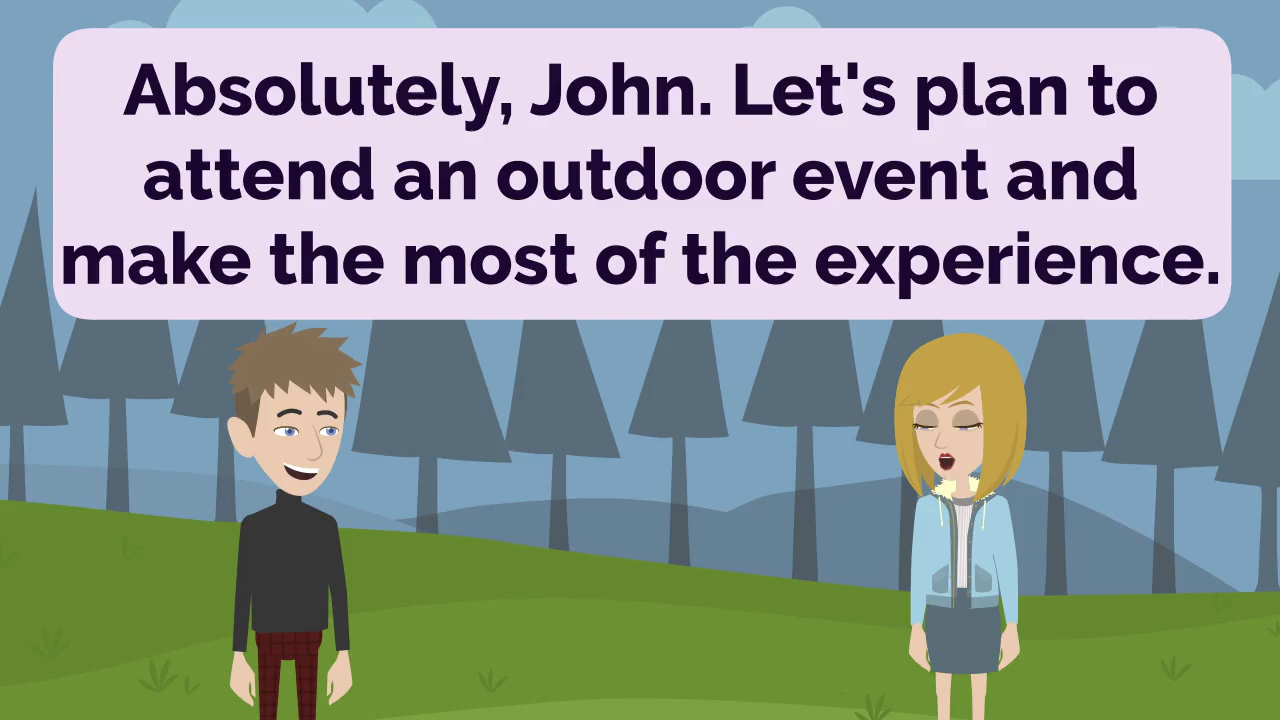 Absolutely, John. Let's plan to
attend an outdoor event and
make the most of the experience.